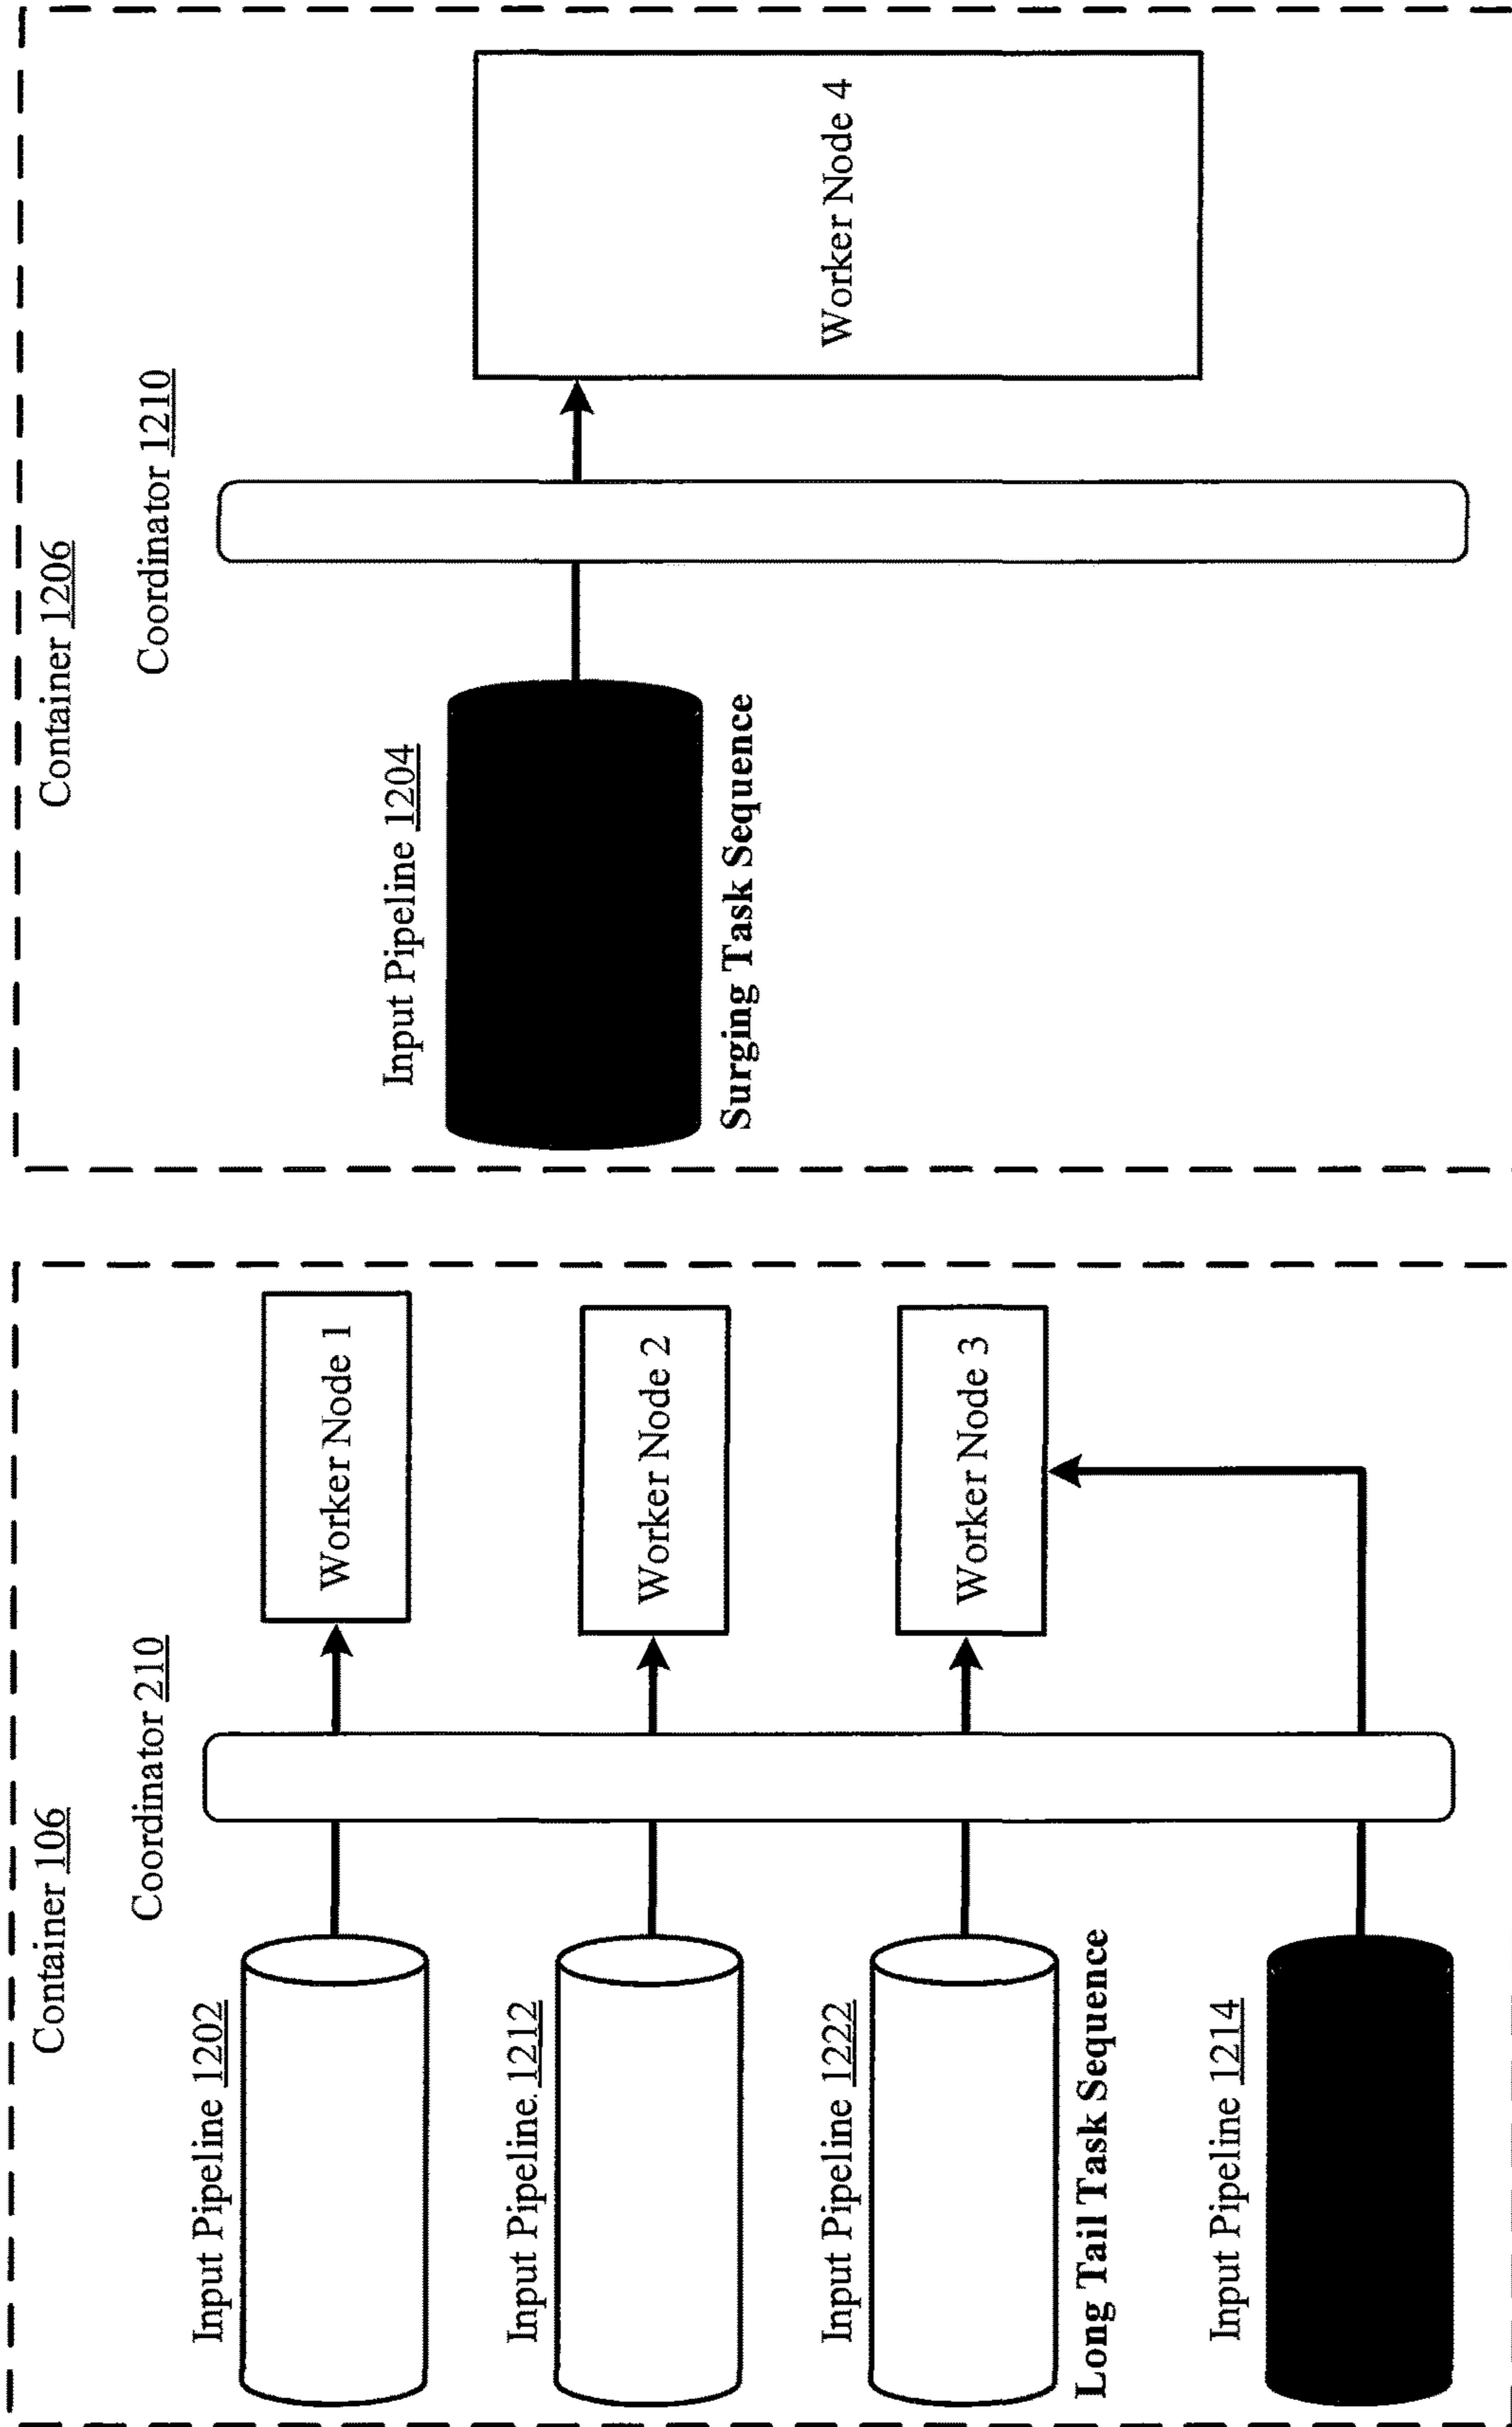 Container 106
Coordinator 210
Input Pipeline 1202
Worker Node 1
Input Pipeline. 1212
Worker Node 2
Input Pipeline 1222
Worker Node 3
Long Tail Task Sequence
Input Pipeline 1214
Container 1206
Coordinator 1210
Input Pipeline 1204
Worker Node 4
Surging Task Sequence